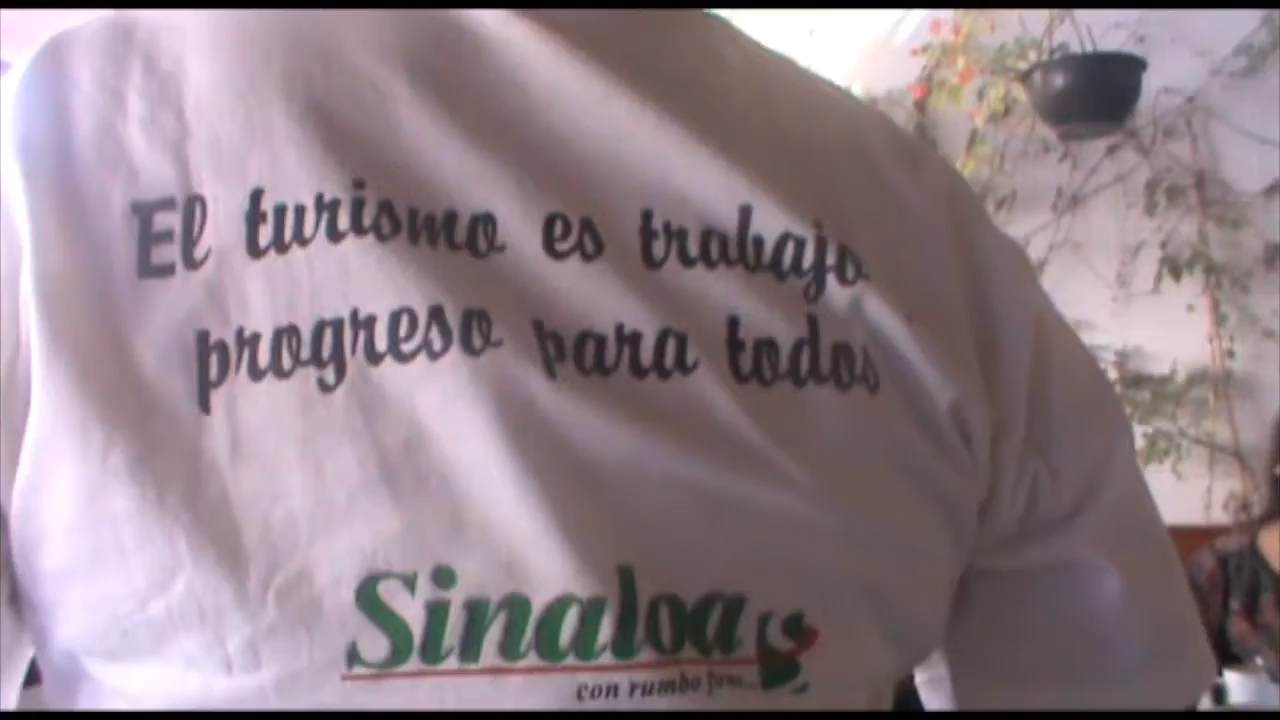 El turismo es trabajo
progreso para todos
Sinaloa
con rumbo